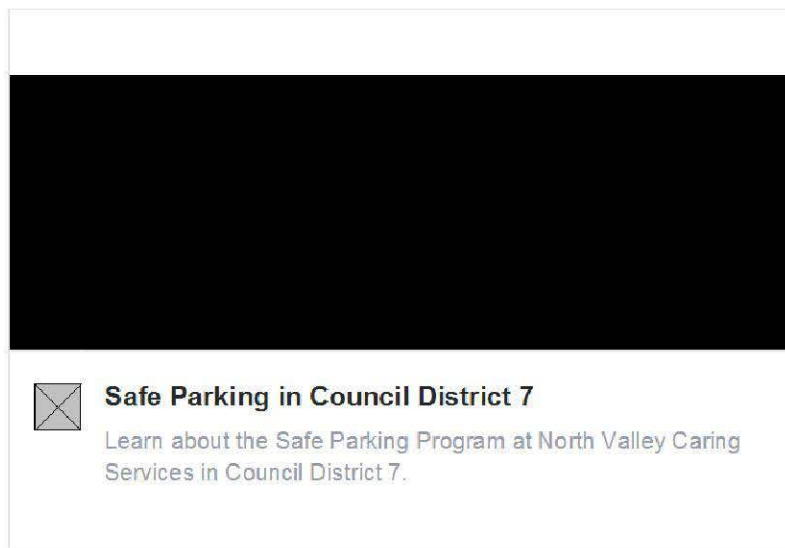 Safe Parking in Council District 7
Learn about the Safe Parking Program at North Valley Caring
Services in Council District 7.